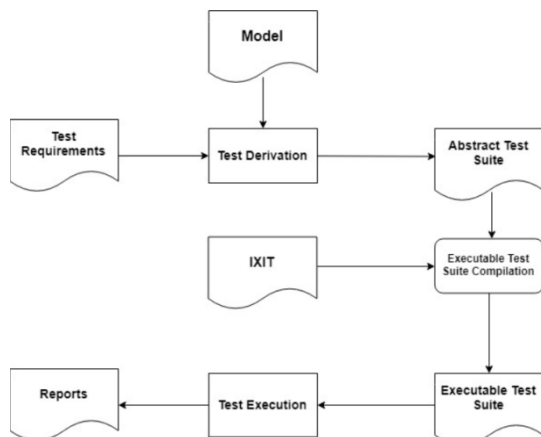 Model
Test
Requirements
Test Derivation
Abstract Test
Suite
IXIT
Executable Test
Suite Compilation
Reports
Test Execution
Executable Test
Suite